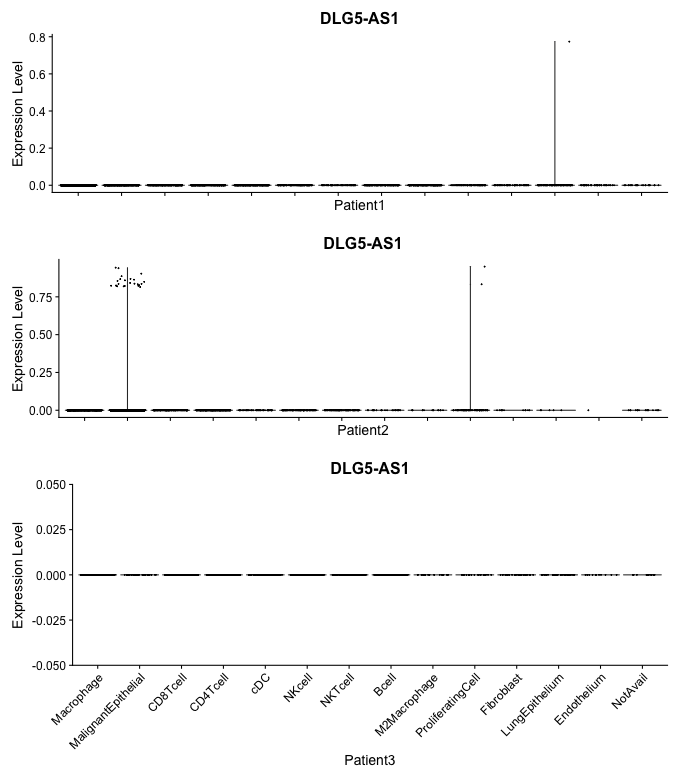 DLG5-AS1
Expression Level
0.8
0.6
0.4
0.2
0.0
Patient1
DLG5-AS1
Expression Level
0.75
0.50
0.25
0.00
Patient2
DLG5-AS1
Expression Level
0.050
0.025
0.000
-0.025
-0.050
Macrophage
MalignantEpithelial
CD8Tcell
CD4Tcell
cDC
NKcell
NKTcell
Bcell
M2Macrophage
ProliferatingCell
Fibroblast
LungEpithelium
Endothelium
NotAvail
Patient3